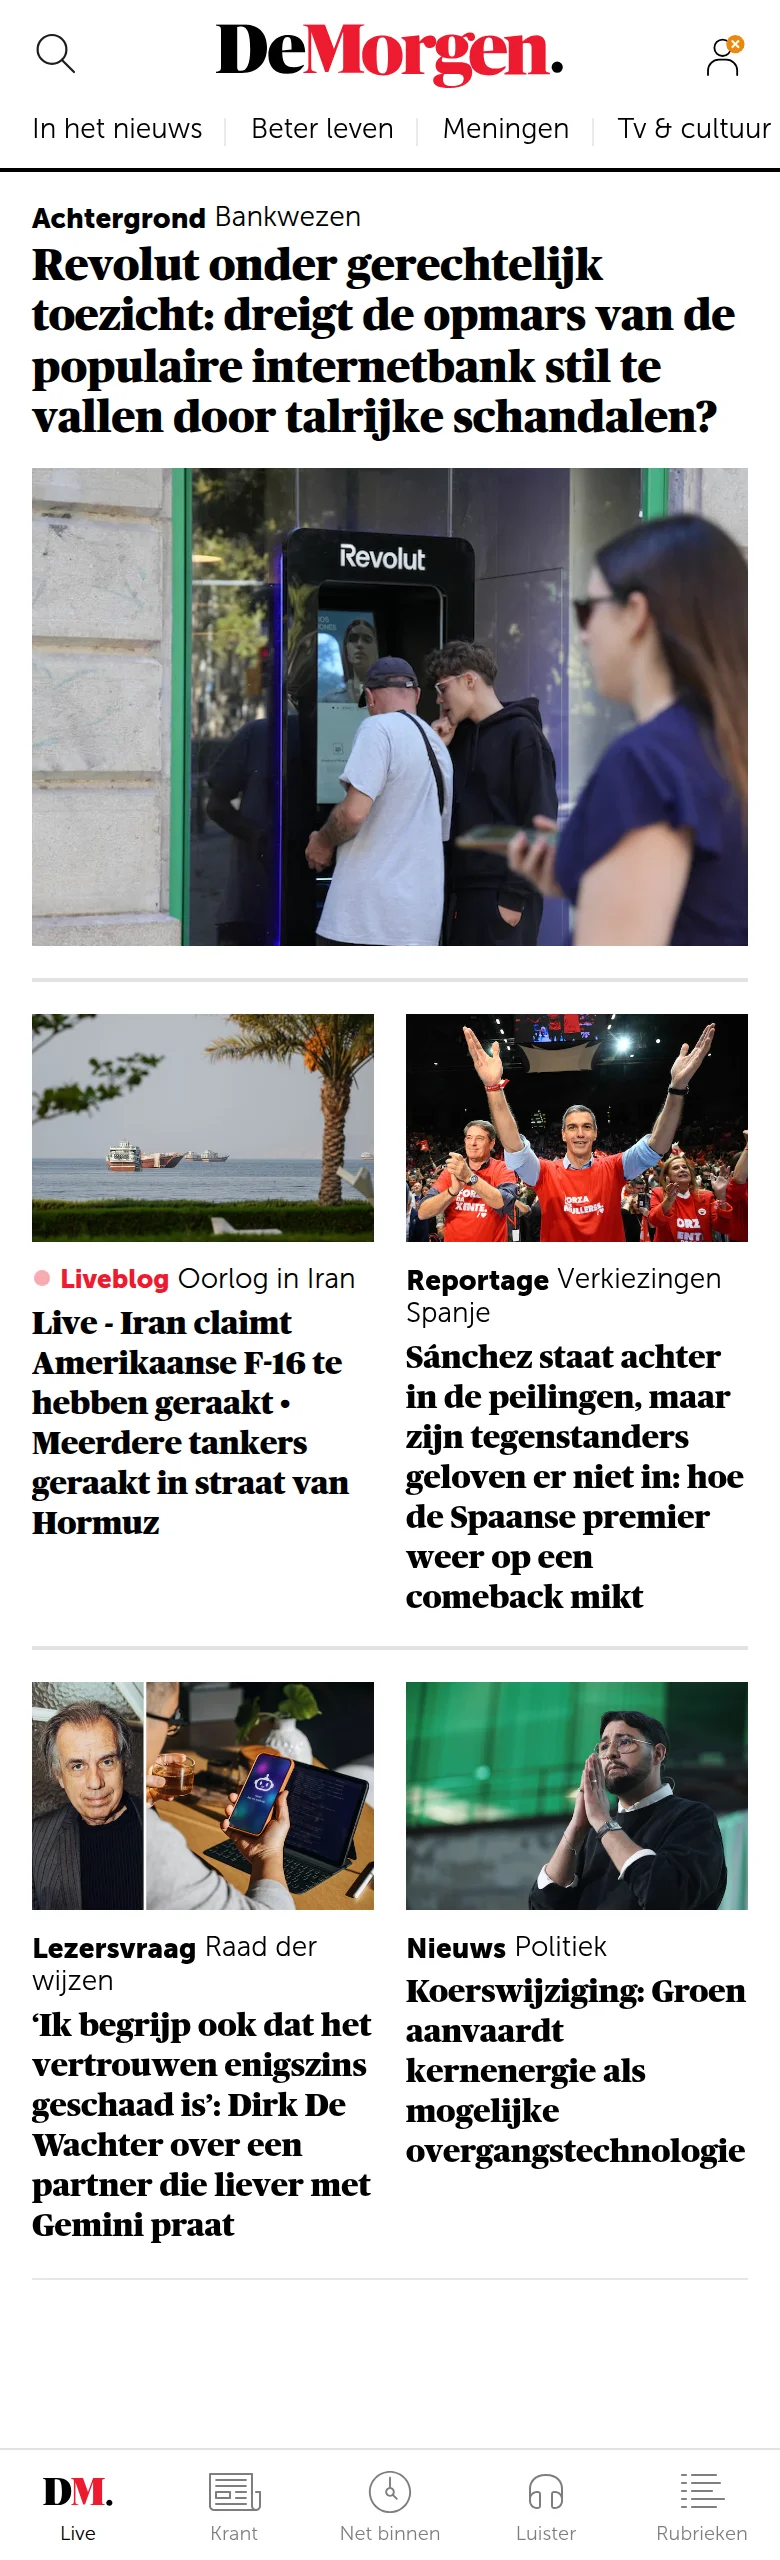 DeMorgen.
In het nieuws
Beter leven
Meningen
Tv & cultuur
Achtergrond Bankwezen
Revolut onder gerechtelijk
toezicht: dreigt de opmars van de
populaire internetbank stil te
vallen door talrijke schandalen?
Revolut
Liveblog Oorlog in Iran
Live - Iran claimt
Amerikaanse F-16 te
hebben geraakt •
Meerdere tankers
geraakt in straat van
Hormuz
Reportage Verkiezingen
Spanje
Sánchez staat achter
in de peilingen, maar
zijn tegenstanders
geloven er niet in: hoe
de Spaanse premier
weer op een
comeback mikt
Lezersvraag Raad der
wijzen
‘Ik begrijp ook dat het
vertrouwen enigszins
geschaad is’: Dirk De
Wachter over een
partner die liever met
Gemini praat
Nieuws Politiek
Koerswijziging: Groen
aanvaardt
kernenergie als
mogelijke
overgangstechnologie
DM.
Live
Krant
Net binnen
Luister
Rubrieken